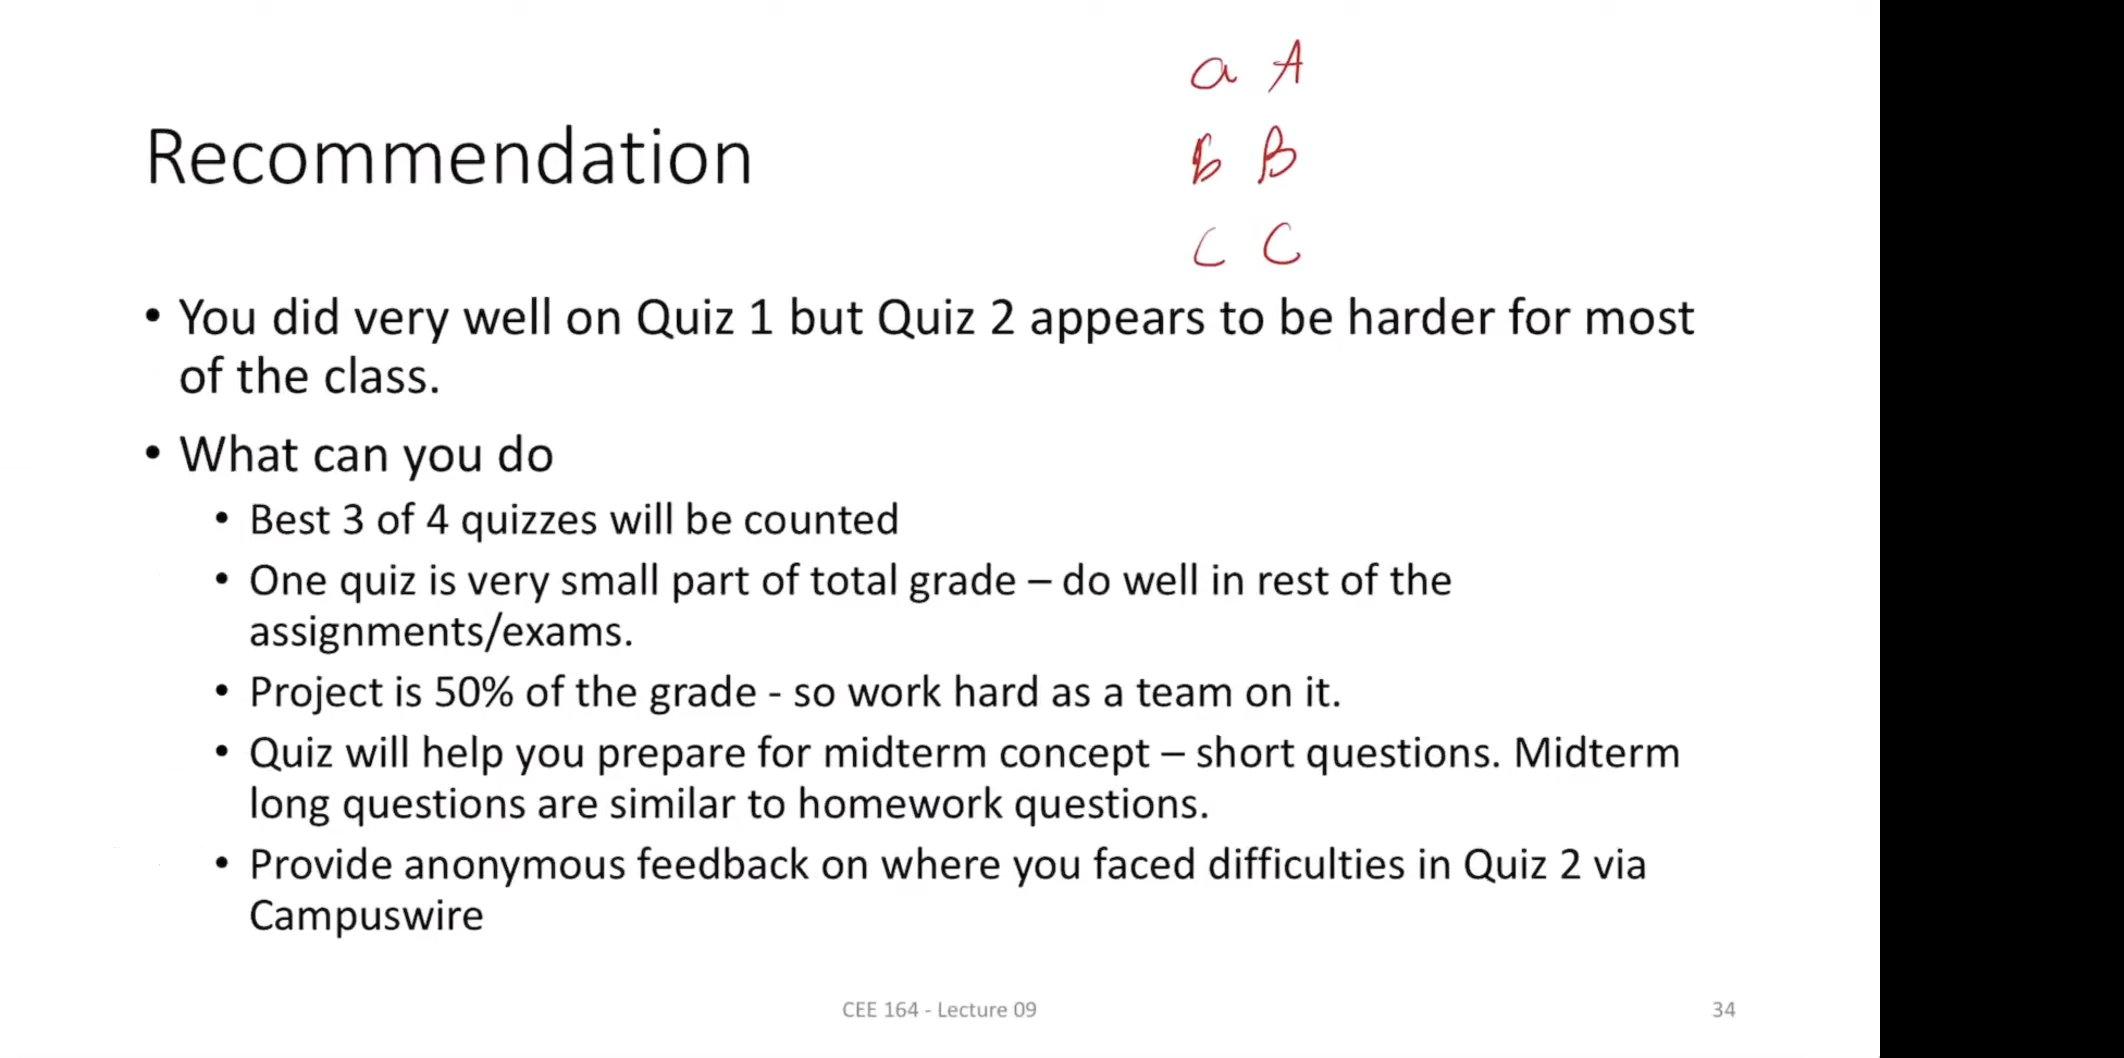 a A
b B
c C
Recommendation
• You did very well on Quiz 1 but Quiz 2 appears to be harder for most
of the class.
• What can you do
• Best 3 of 4 quizzes will be counted
• One quiz is very small part of total grade – do well in rest of the
assignments/exams.
• Project is 50% of the grade - so work hard as a team on it.
• Quiz will help you prepare for midterm concept – short questions. Midterm
long questions are similar to homework questions.
• Provide anonymous feedback on where you faced difficulties in Quiz 2 via
Campuswire
CEE 164 - Lecture 09
34